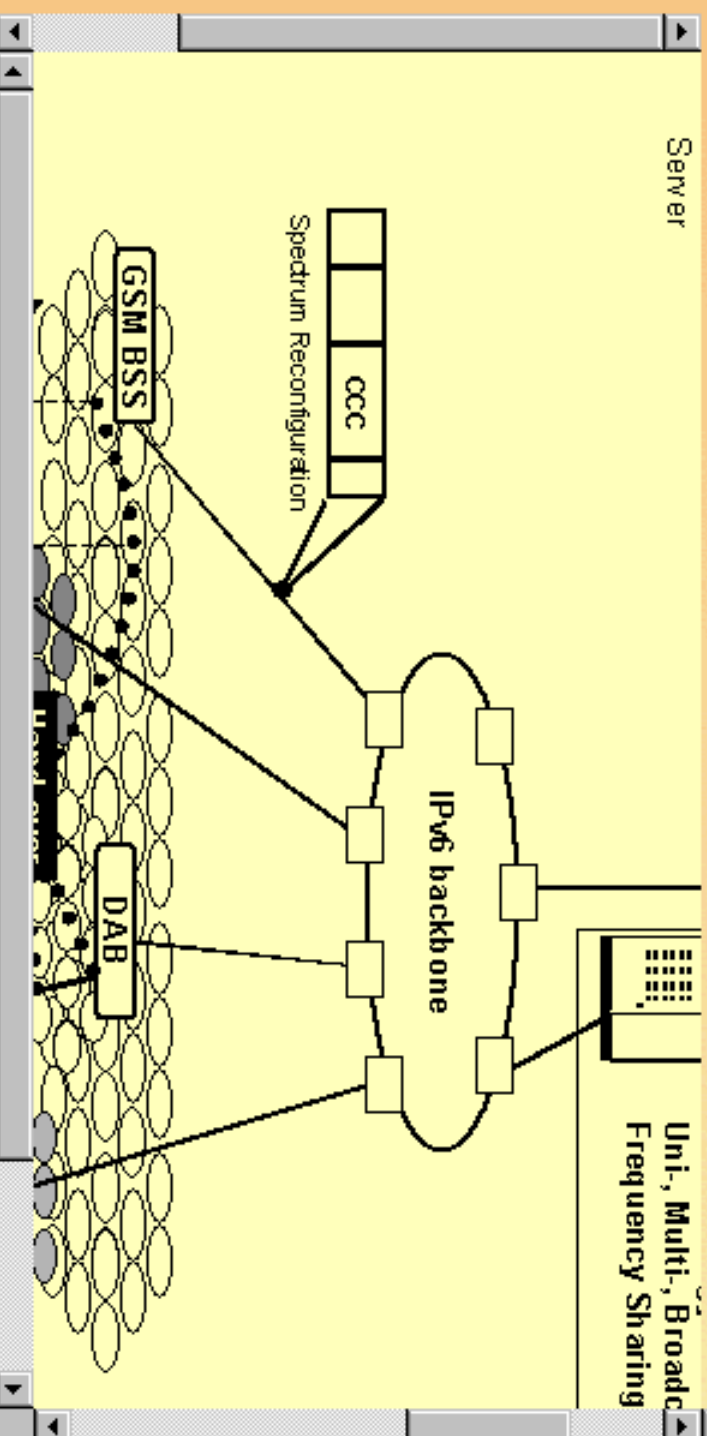 Server
Uni-, Multi-, Broadc
Frequency Sharing
CCC
Spectrum Reconfiguration
IPv6 backbone
GSM BSS
DAB